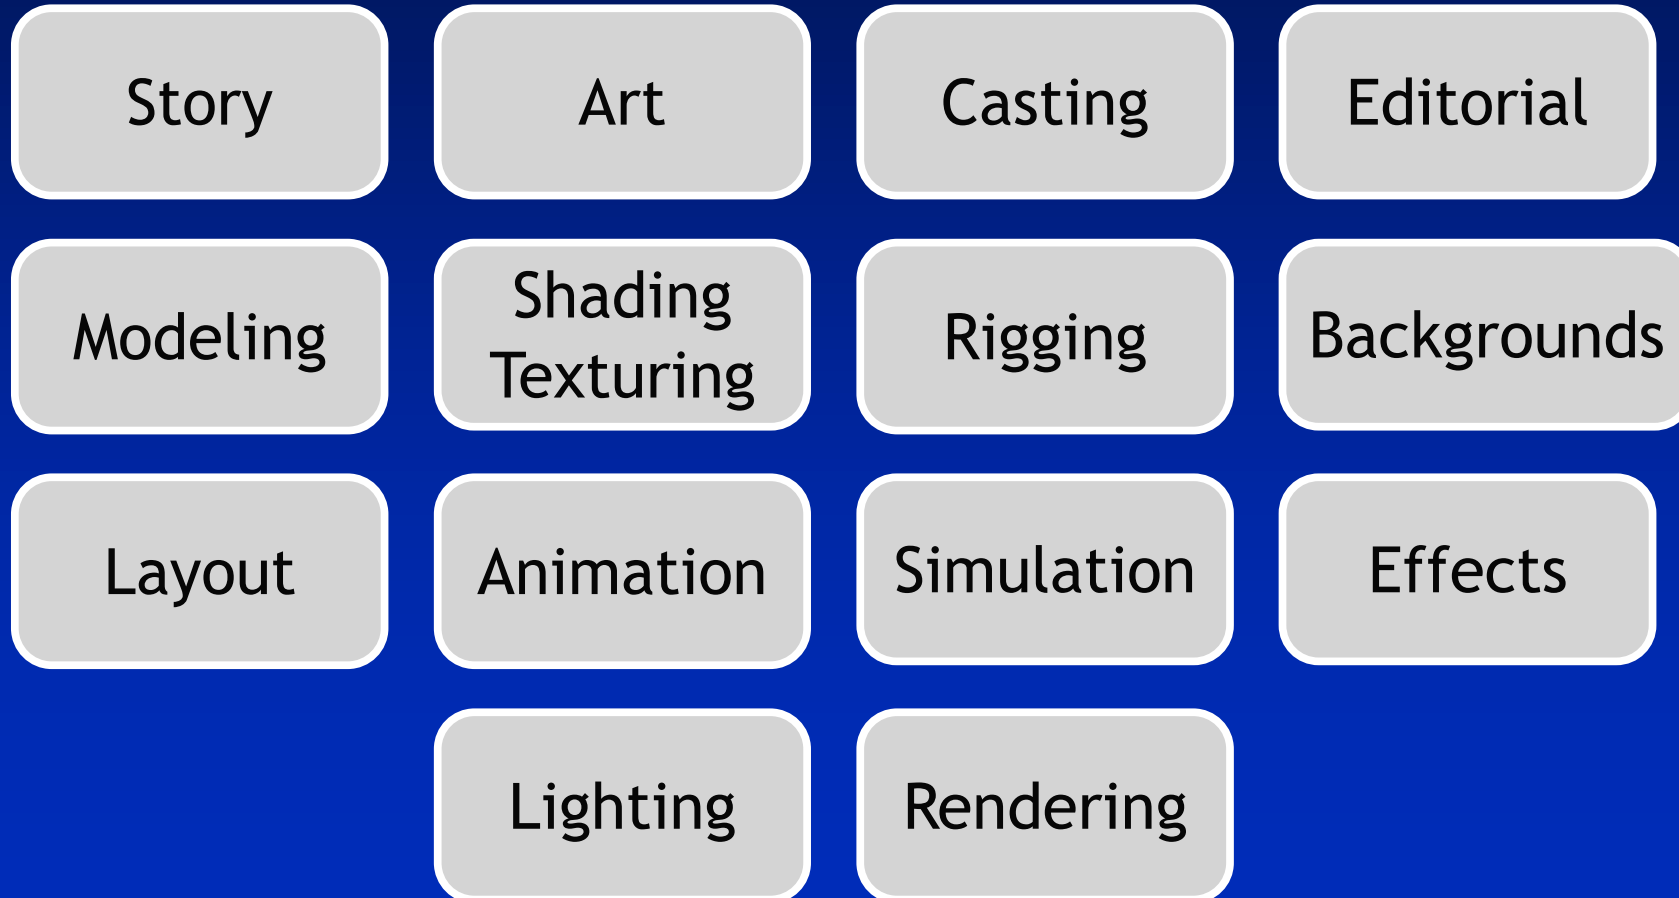 Story
Art
Casting
Editorial
Modeling
Shading
Texturing
Rigging
Backgrounds
Layout
Animation
Simulation
Effects
Lighting
Rendering